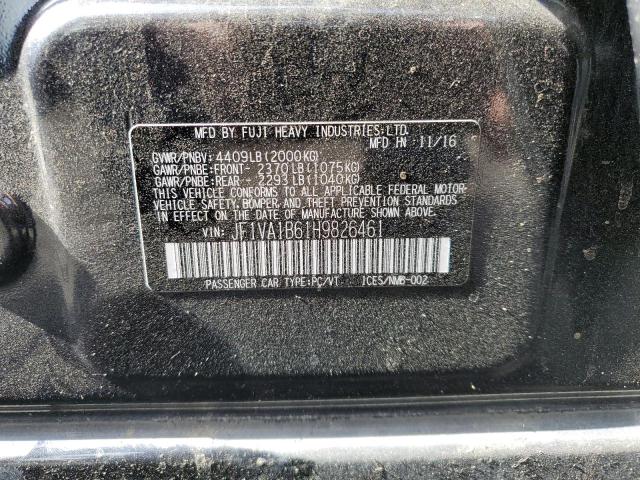 MFD BY FUJI HEAVY INDUSTRIES.LTD.
MFD IN 11/16
GVWR/PNBV: 4409LB(2000KG)
GAWR/PNBE:FRONT- 2370LB(1075KG)
GAWR/PNBE:REAR - 2293LB(1040KG)
THIS VEHICLE CONFORMS TO ALL APPLICABLE FEDERAL MOTOR-
VEHICLE SAFETY, BUMPER, AND THEFT PREVENTION STANDARDS
IN EFFECT ON THE DATE OF MANUFACTURE SHOWN ABOVE.
VIN: JF1VA1B61H9826461
PASSENGER CAR TYPE:PC/VT ICES/NMB-002